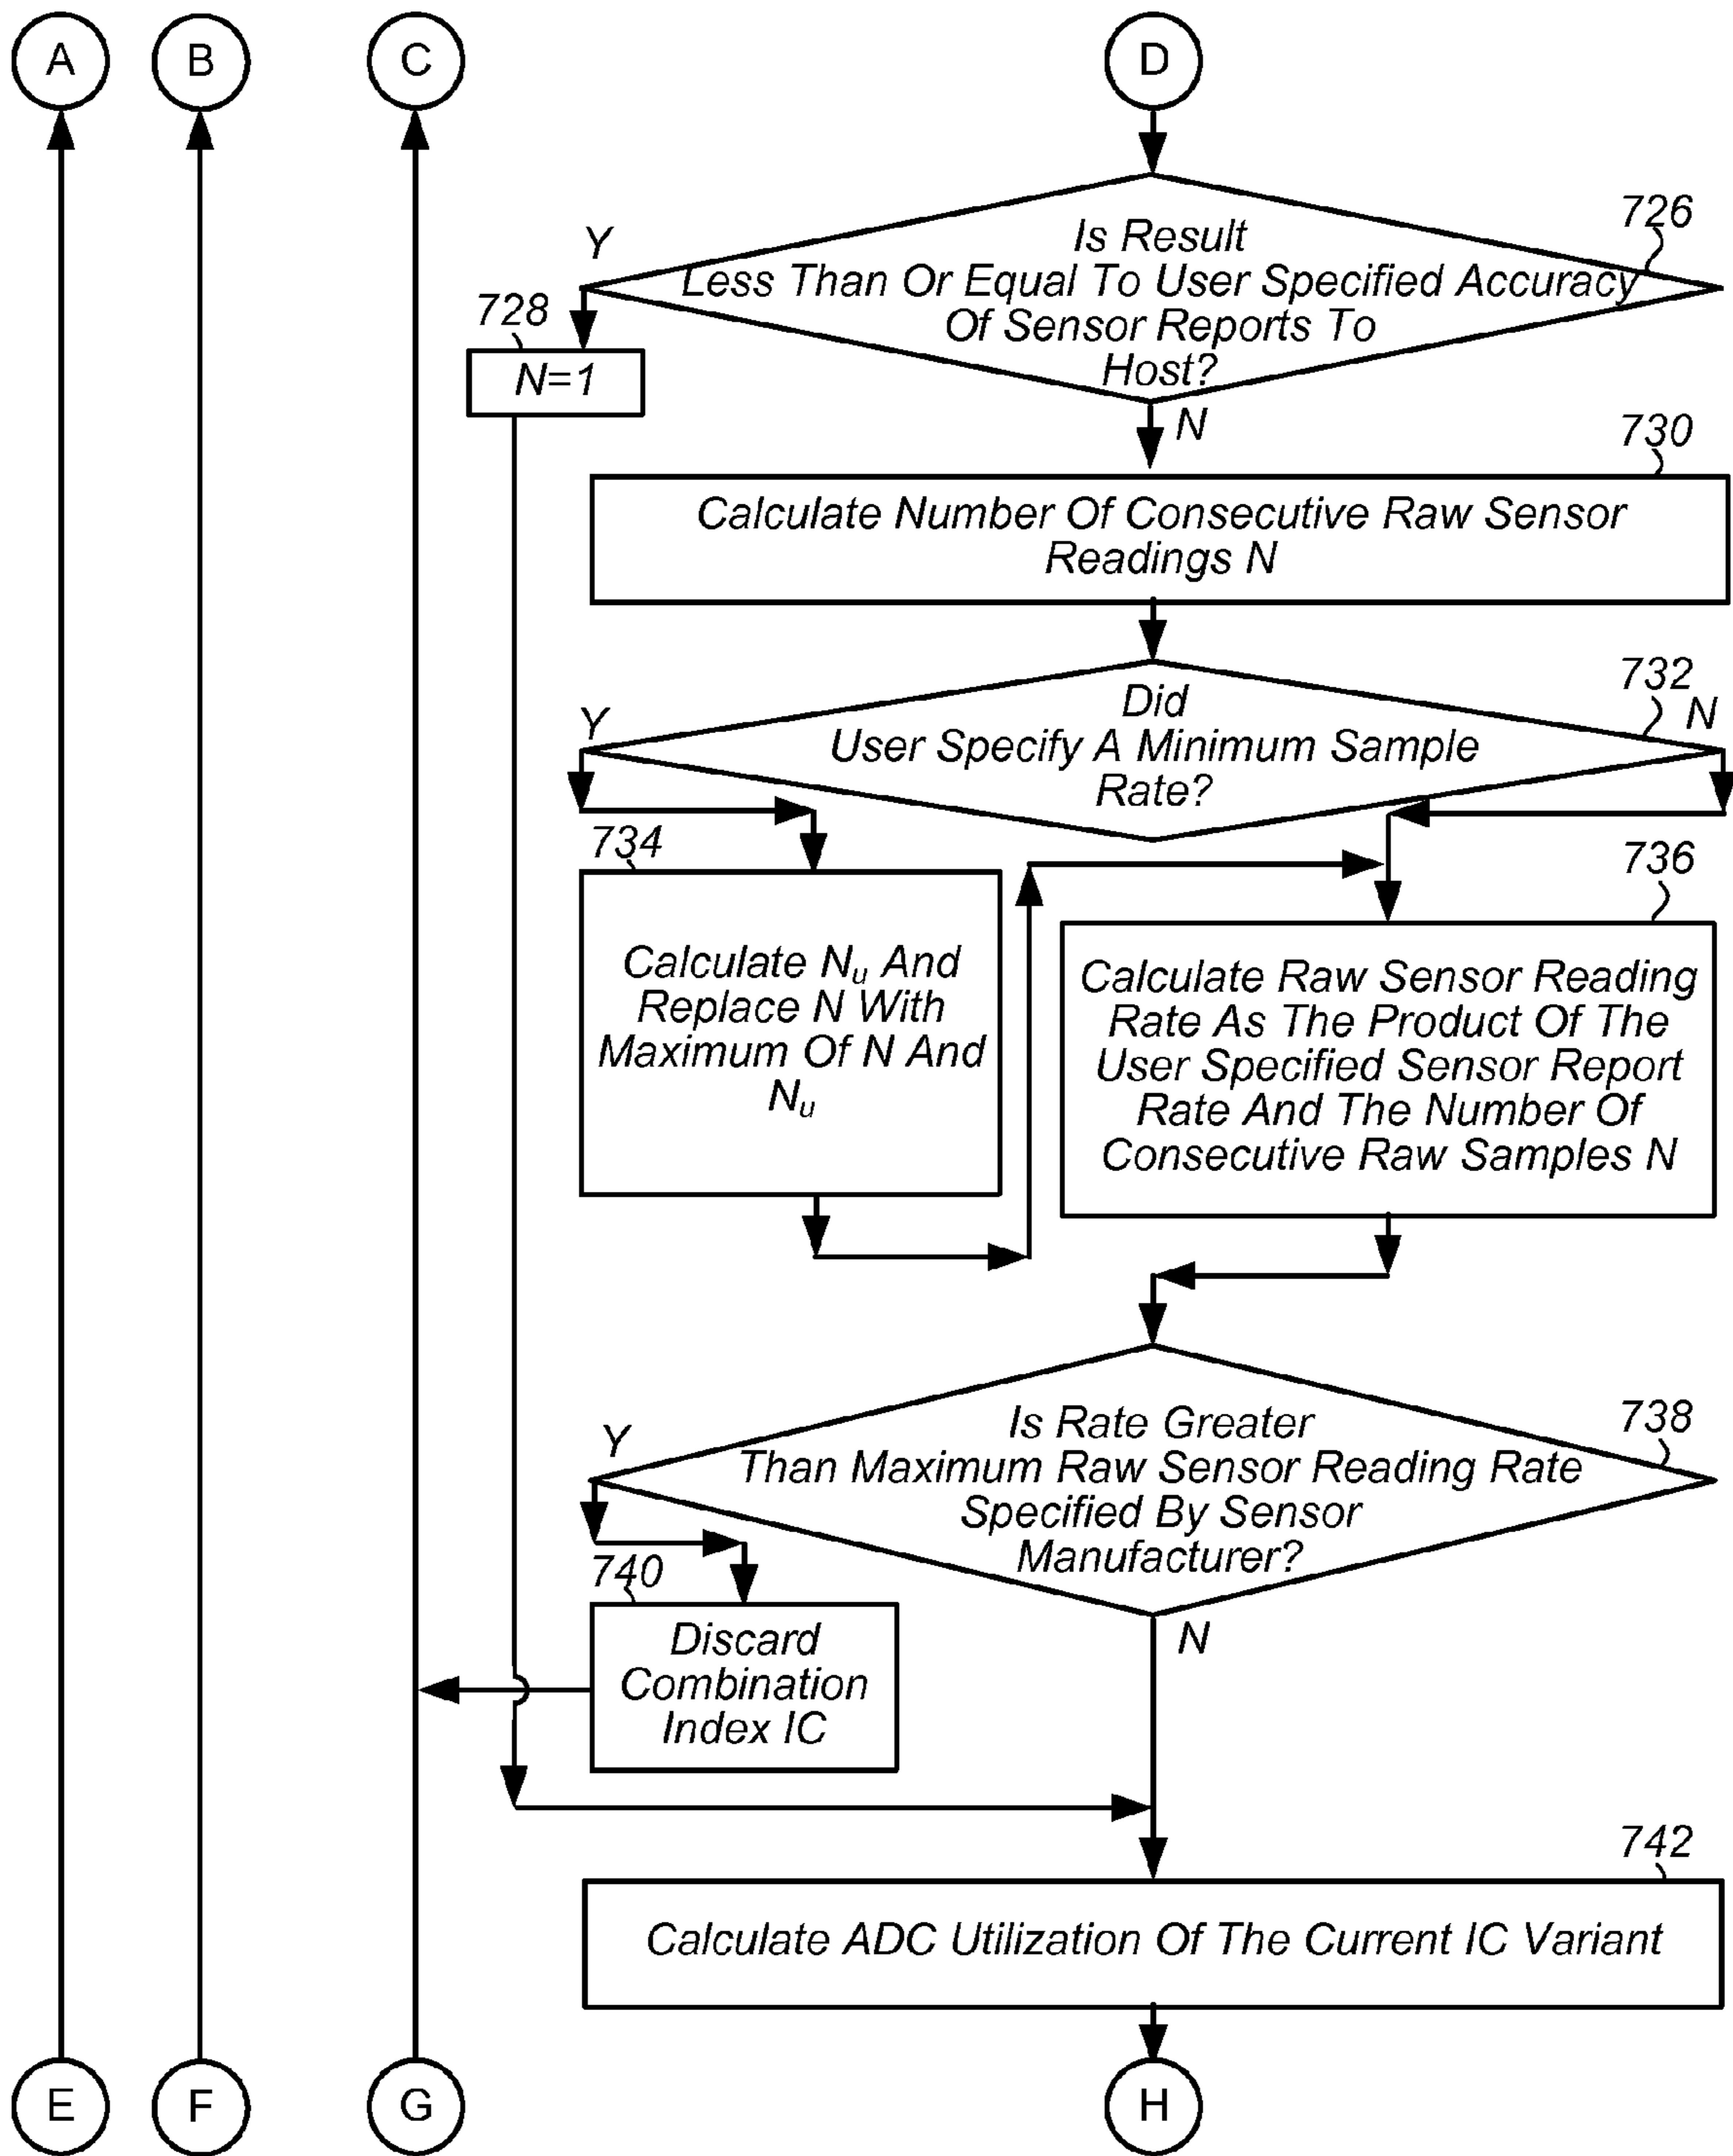 A
B
C
D
726
Y
Is Result
Less Than Or Equal To User Specified Accuracy
Of Sensor Reports To
Host?
728
N=1
N
730
Calculate Number Of Consecutive Raw Sensor
Readings N
732
Y
N
Did
User Specify A Minimum Sample
Rate?
734
Calculate Nu And
Replace N With
Maximum Of N And
Nu
736
Calculate Raw Sensor Reading
Rate As The Product Of The
User Specified Sensor Report
Rate And The Number Of
Consecutive Raw Samples N
738
Y
Is Rate Greater
Than Maximum Raw Sensor Reading Rate
Specified By Sensor
Manufacturer?
740
N
Discard
Combination
Index IC
742
Calculate ADC Utilization Of The Current IC Variant
E
F
G
H